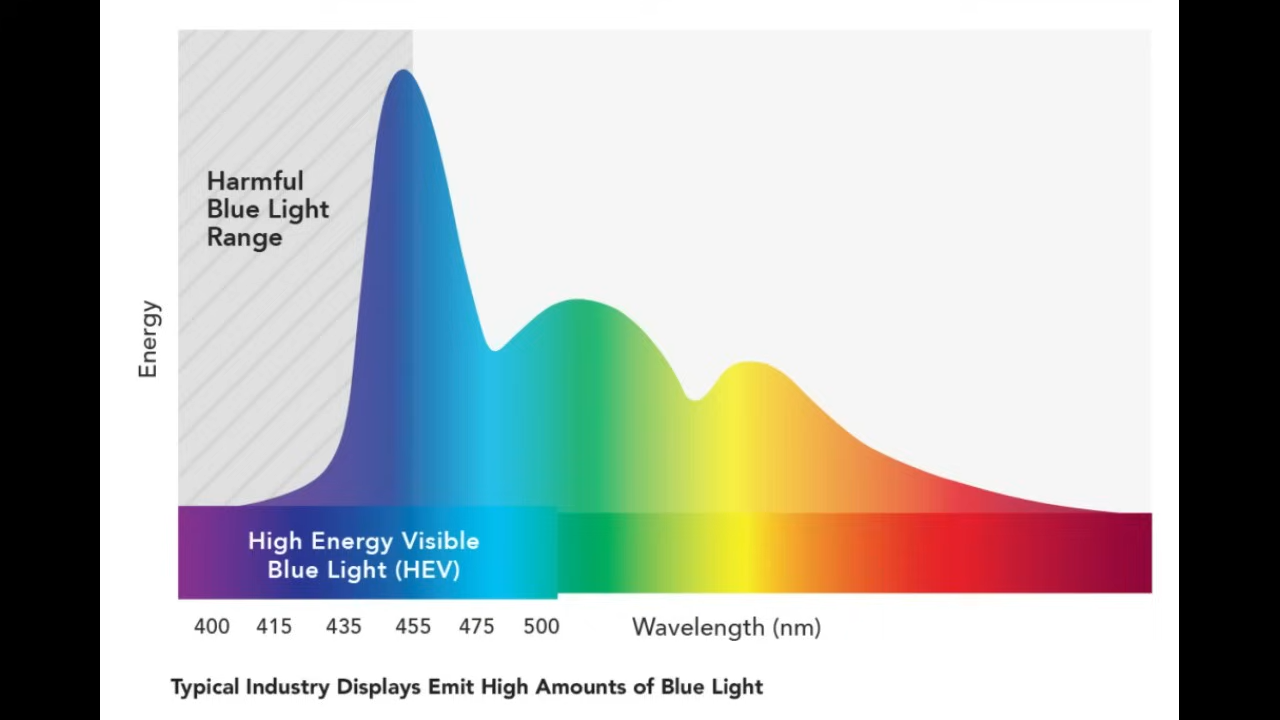 Harmful
Blue Light
Range
Energy
High Energy Visible
Blue Light (HEV)
400 415 435 455 475 500 Wavelength (nm)
Typical Industry Displays Emit High Amounts of Blue Light